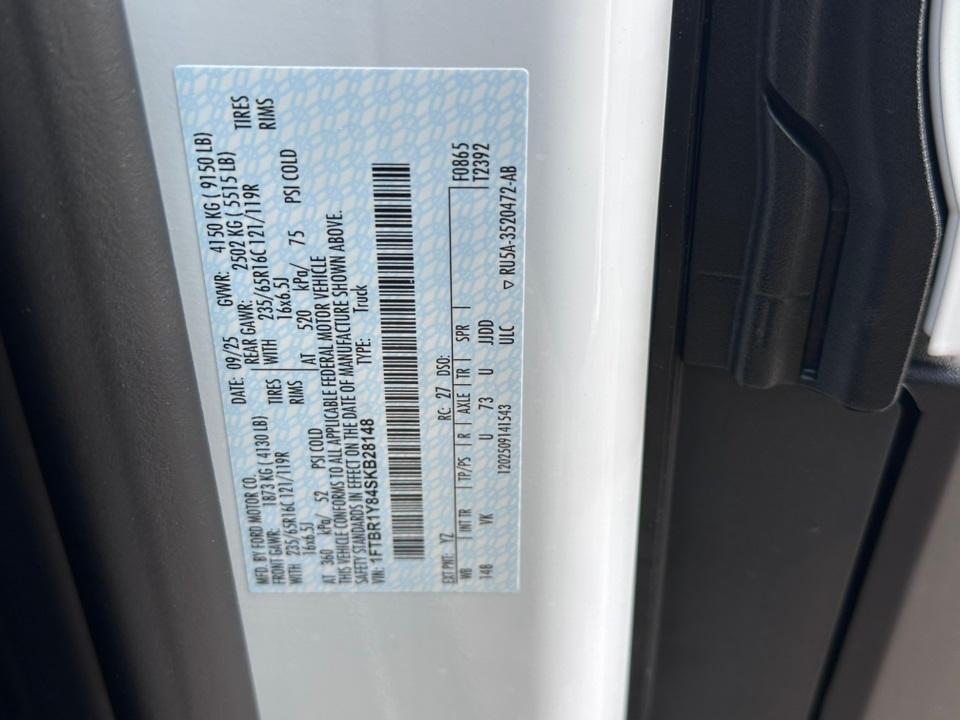 MFD. BY FORD MOTOR CO. DATE: 09/25 GVWR: 4150 KG ( 9150 LB)
FRONT GAWR: 1873 KG ( 4130 LB) REAR GAWR: 2502 KG ( 5515 LB)
WITH 235/65R16C 121/119R TIRES WITH 235/65R16C 121/119R TIRES
16x6.5J RIMS 16x6.5J RIMS
AT 360 kPa/ 52 PSI COLD AT 520 kPa/ 75 PSI COLD
THIS VEHICLE CONFORMS TO ALL APPLICABLE FEDERAL MOTOR VEHICLE
SAFETY STANDARDS IN EFFECT ON THE DATE OF MANUFACTURE SHOWN ABOVE.
VIN: 1FTBR1Y84SKB28148 TYPE: Truck
EXT PNT: YZ RC: 27 DSO: F0865
WB INT TR TP/PS R AXLE TR SPR T2392
148 VK U 73 U JJDD
1202509141543 ULC
▽ RU5A-3520472-AB